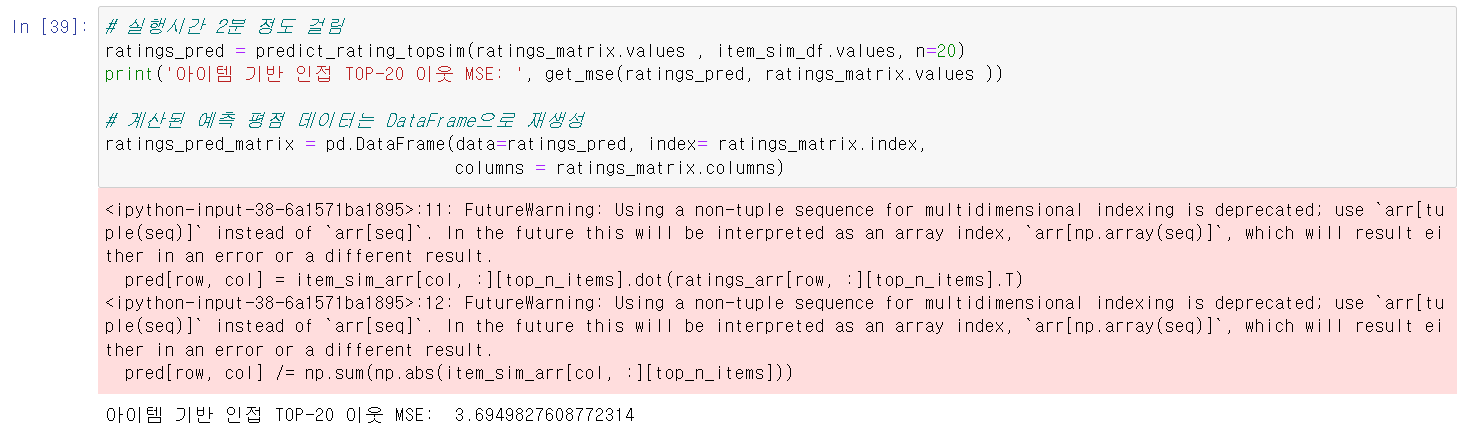 In [39]: # 실행시간 2분 정도 걸림
ratings_pred = predict_rating_topsim(ratings_matrix.values , item_sim_df.values, n=20)
print('아이템 기반 인접 TOP-20 이웃 MSE: ', get_mse(ratings_pred, ratings_matrix.values ))

# 계산된 예측 평점 데이터는 DataFrame으로 재생성
ratings_pred_matrix = pd.DataFrame(data=ratings_pred, index= ratings_matrix.index,
                                   columns = ratings_matrix.columns)
<ipython-input-38-6a1571ba1895>:11: FutureWarning: Using a non-tuple sequence for multidimensional indexing is deprecated; use `arr[tu
ple(seq)]` instead of `arr[seq]`. In the future this will be interpreted as an array index, `arr[np.array(seq)]`, which will result ei
ther in an error or a different result.
  pred[row, col] = item_sim_arr[col, :][top_n_items].dot(ratings_arr[row, :][top_n_items].T)
<ipython-input-38-6a1571ba1895>:12: FutureWarning: Using a non-tuple sequence for multidimensional indexing is deprecated; use `arr[tu
ple(seq)]` instead of `arr[seq]`. In the future this will be interpreted as an array index, `arr[np.array(seq)]`, which will result ei
ther in an error or a different result.
  pred[row, col] /= np.sum(np.abs(item_sim_arr[col, :][top_n_items]))
아이템 기반 인접 TOP-20 이웃 MSE:  3.6949827608772314